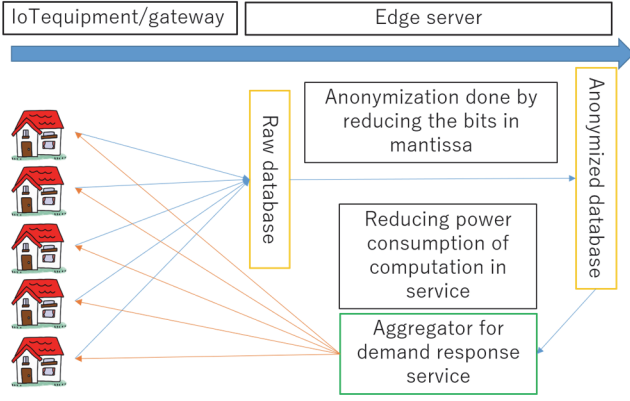 IoTequipment/gateway
Edge server
Raw database
Anonymization done by
reducing the bits in
mantissa
Anonymized database
Reducing power
consumption of
computation in
service
Aggregator for
demand response
service